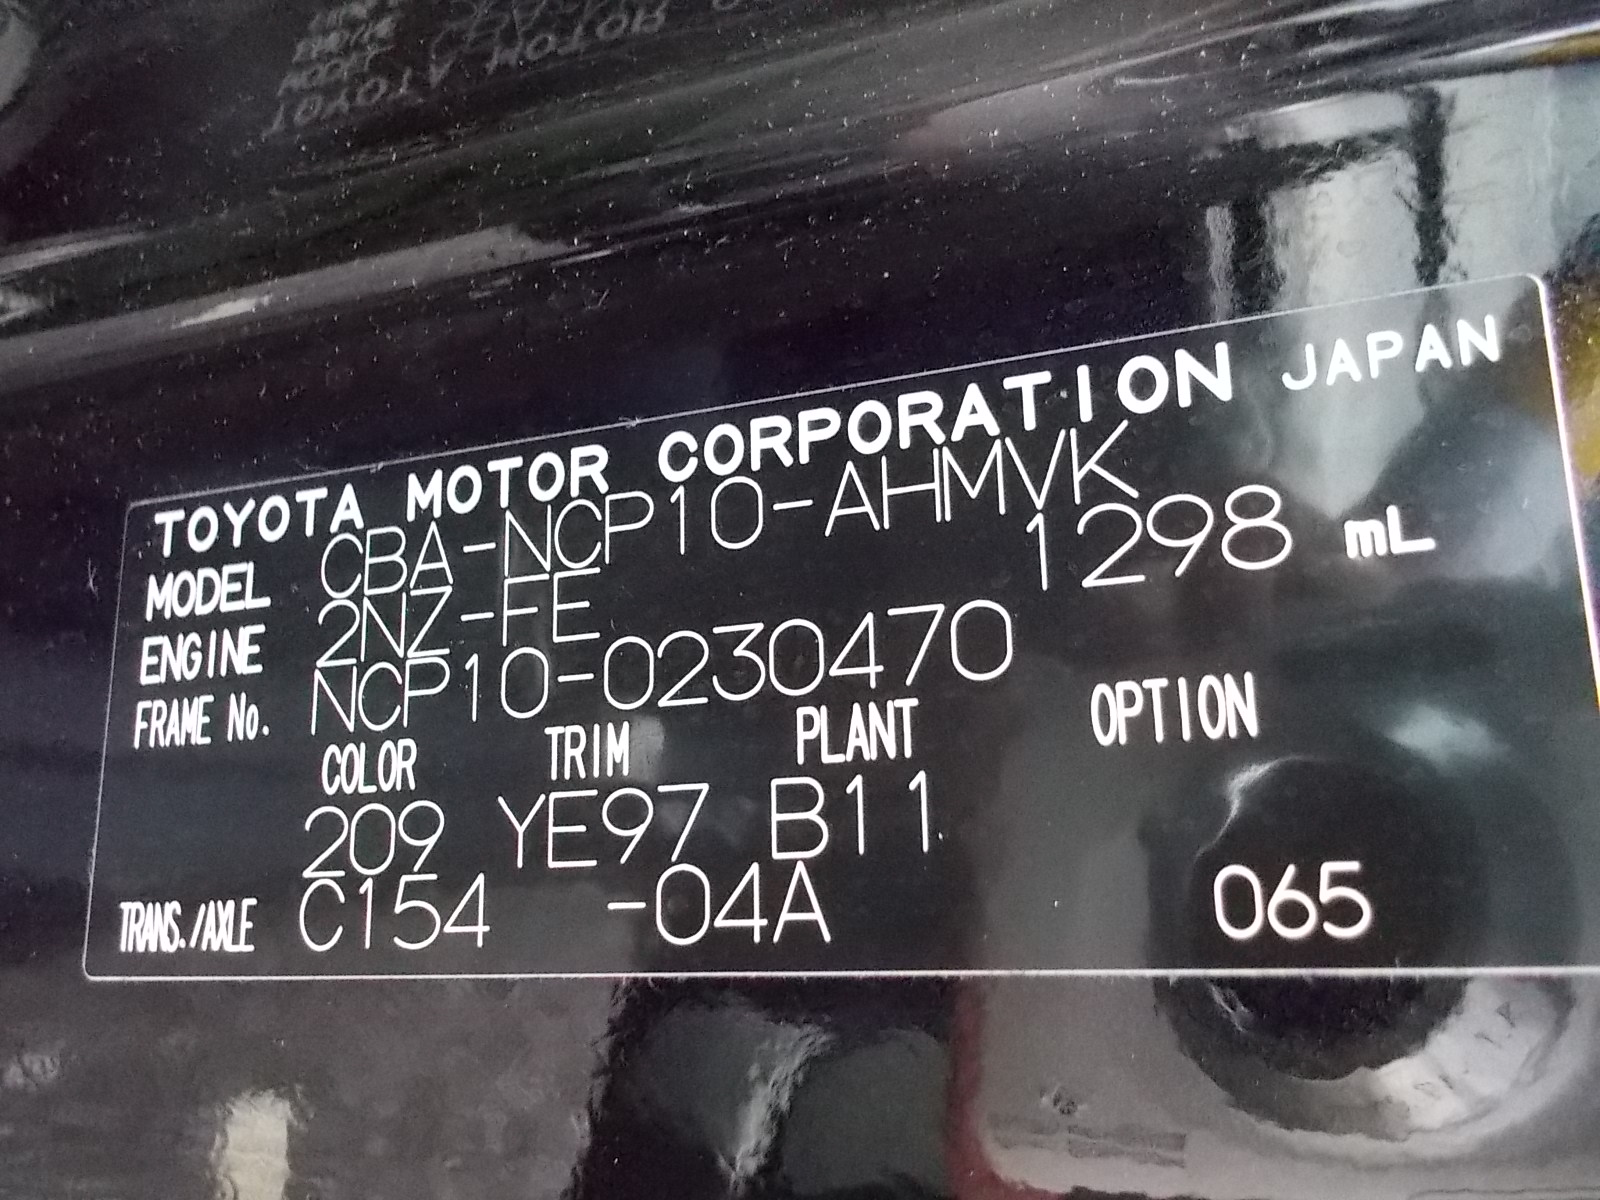 TOYOTA MOTOR CORPORATION JAPAN
MODEL CBA-NCP10-AHMVK
ENGINE 2NZ-FE 1298 mL
FRAME No. NCP10-0230470
COLOR TRIM PLANT OPTION
209 YE97 B11
TRANS./AXLE C154 -04A 065